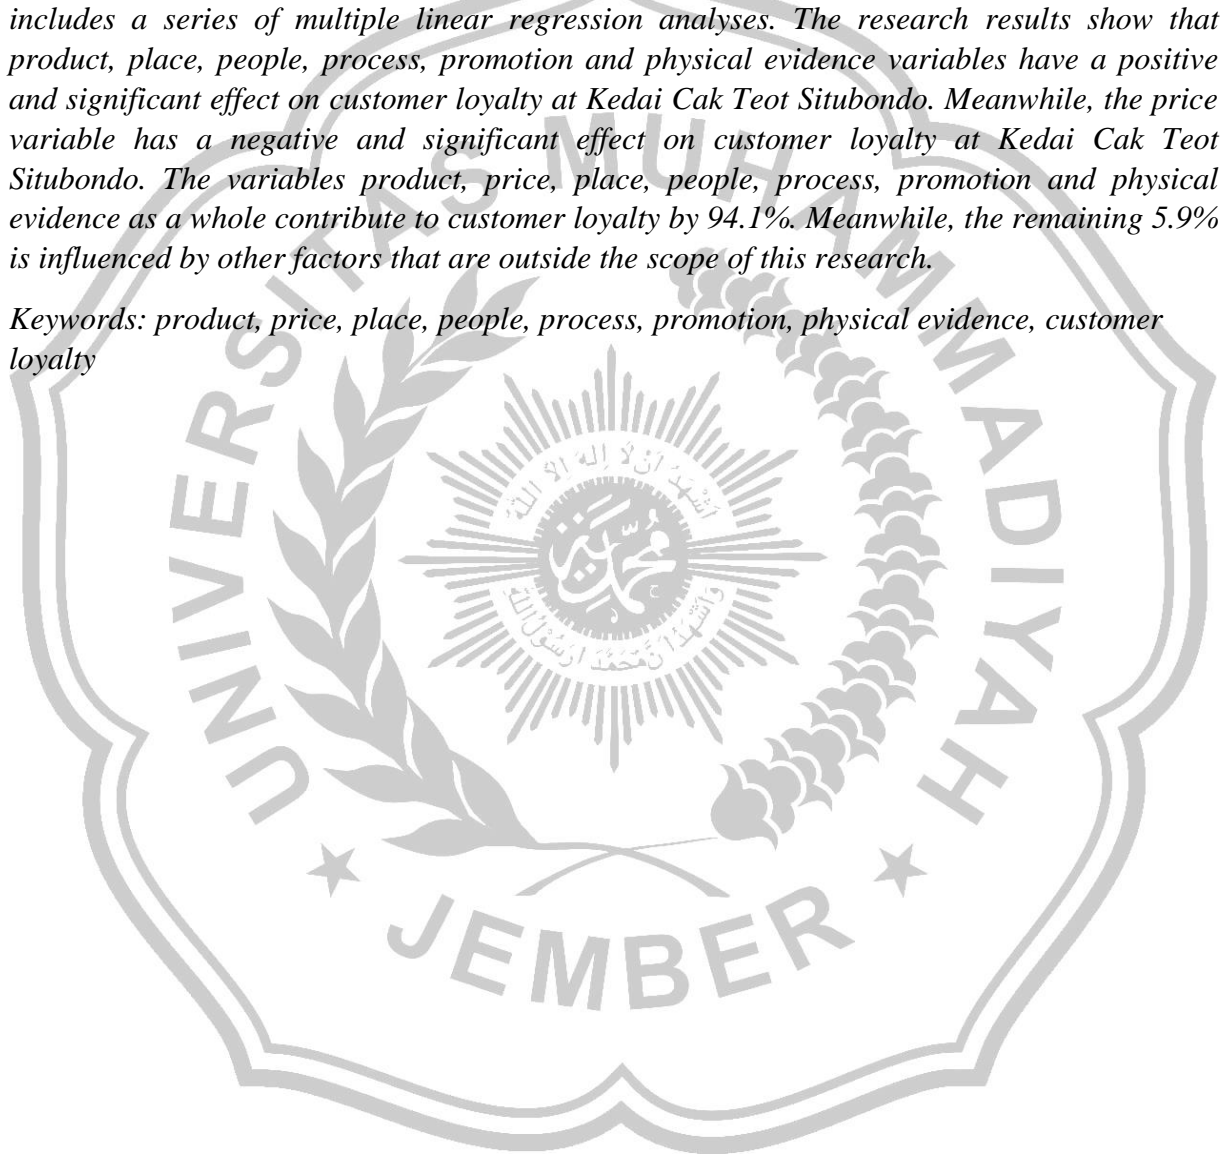 includes a series of multiple linear regression analyses. The research results show that
product, place, people, process, promotion and physical evidence variables have a positive
and significant effect on customer loyalty at Kedai Cak Teot Situbondo. Meanwhile, the price
variable has a negative and significant effect on customer loyalty at Kedai Cak Teot
Situbondo. The variables product, price, place, people, process, promotion and physical
evidence as a whole contribute to customer loyalty by 94.1%. Meanwhile, the remaining 5.9%
is influenced by other factors that are outside the scope of this research.
Keywords: product, price, place, people, process, promotion, physical evidence, customer
loyalty
UNIVERSITAS MUHAMMADIYAH
محمد
JEMBER